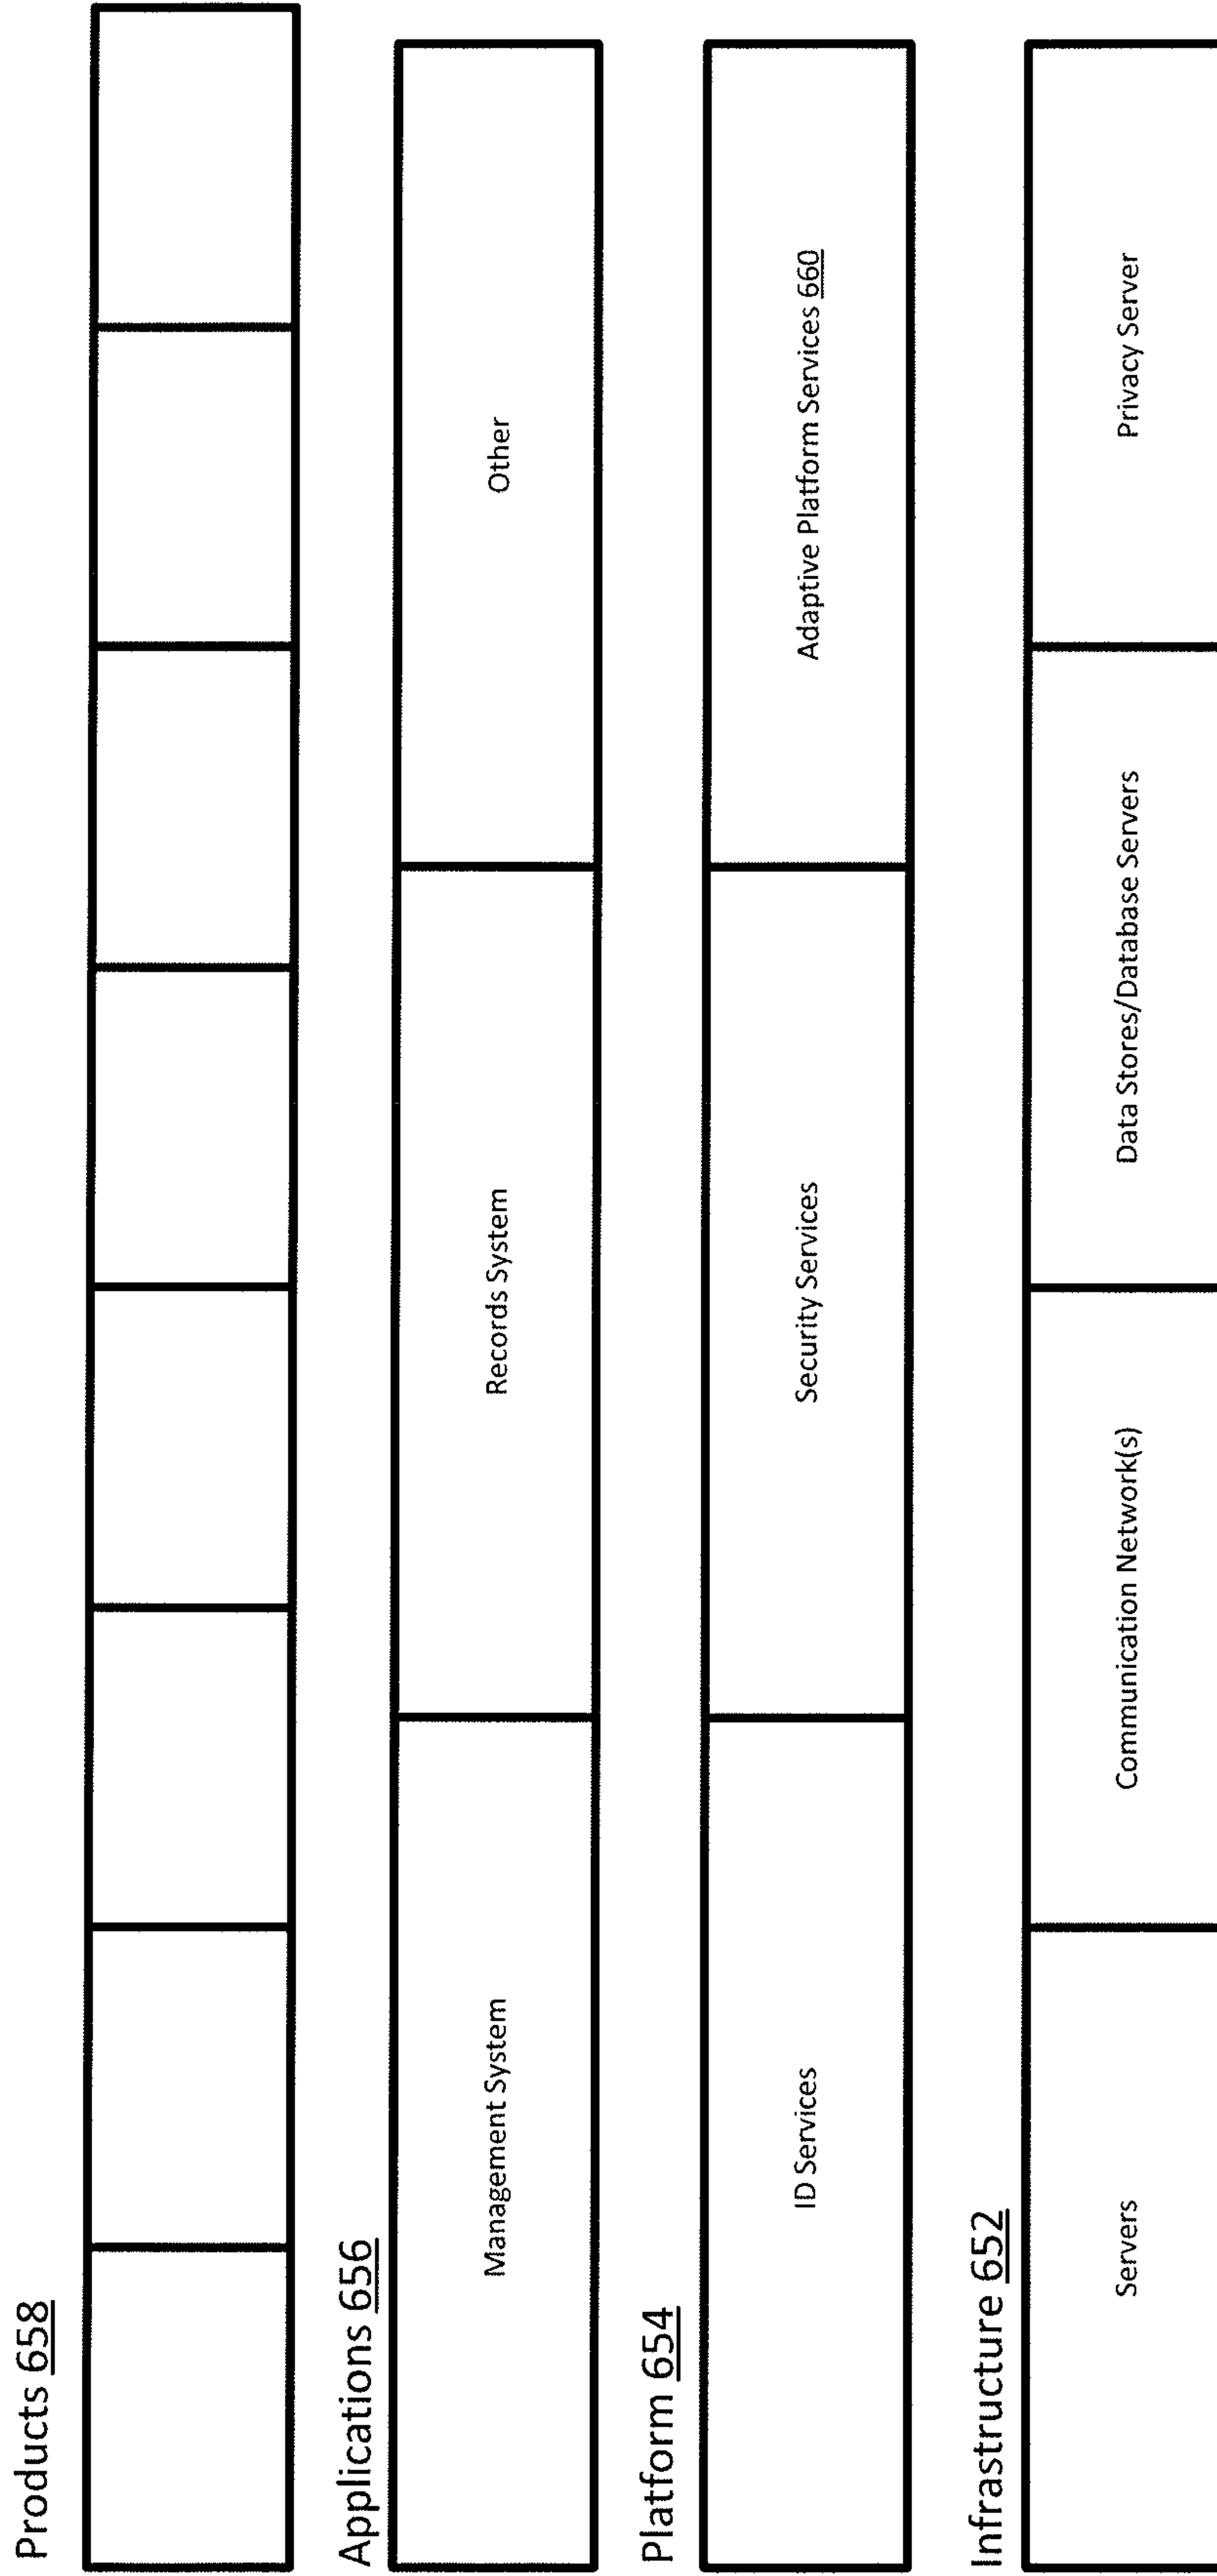 Products 658
Applications 656
Management System
Records System
Other
Platform 654
ID Services
Security Services
Adaptive Platform Services 660
Infrastructure 652
Servers
Communication Network(s)
Data Stores/Database Servers
Privacy Server